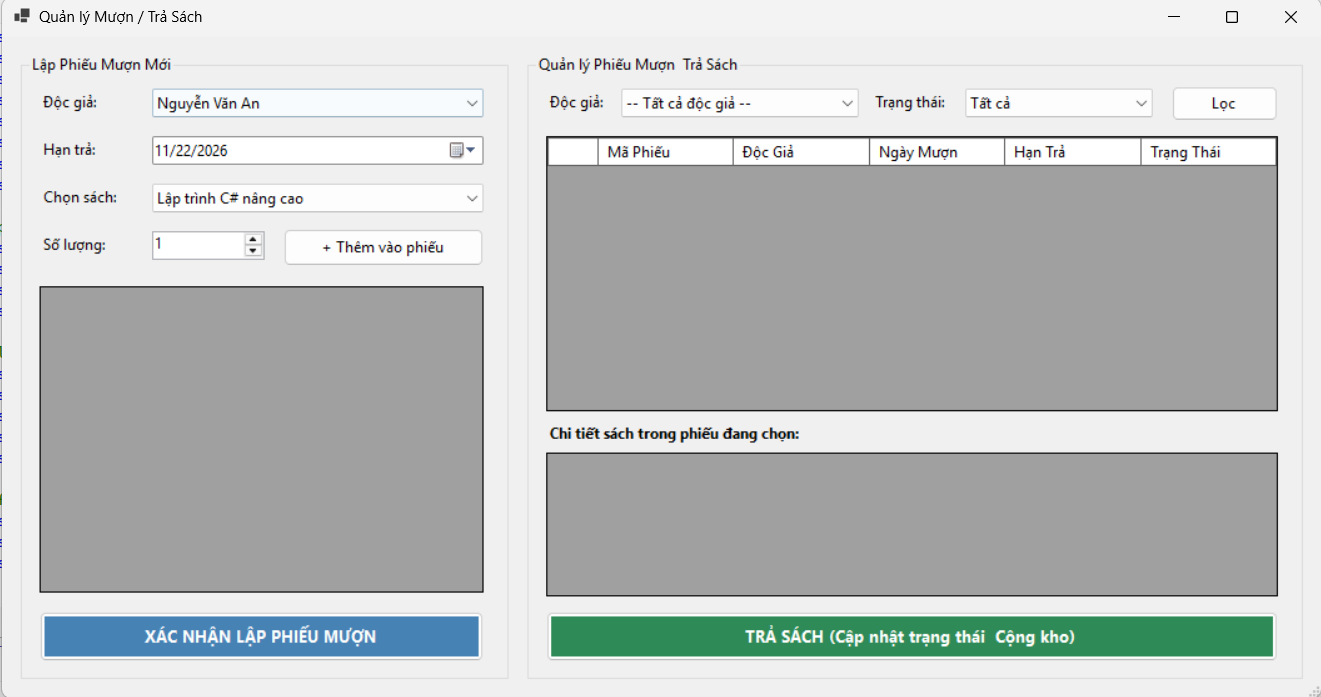 Quản lý Mượn / Trả Sách
Lập Phiếu Mượn Mới
Độc giả: Nguyễn Văn An
Hạn trả: 11/22/2026
Chọn sách: Lập trình C# nâng cao
Số lượng: 1 + Thêm vào phiếu
XÁC NHẬN LẬP PHIẾU MƯỢN
Quản lý Phiếu Mượn Trả Sách
Độc giả: -- Tất cả độc giả -- Trạng thái: Tất cả Lọc
Mã Phiếu Độc Giả Ngày Mượn Hạn Trả Trạng Thái
Chi tiết sách trong phiếu đang chọn:
TRẢ SÁCH (Cập nhật trạng thái Cộng kho)